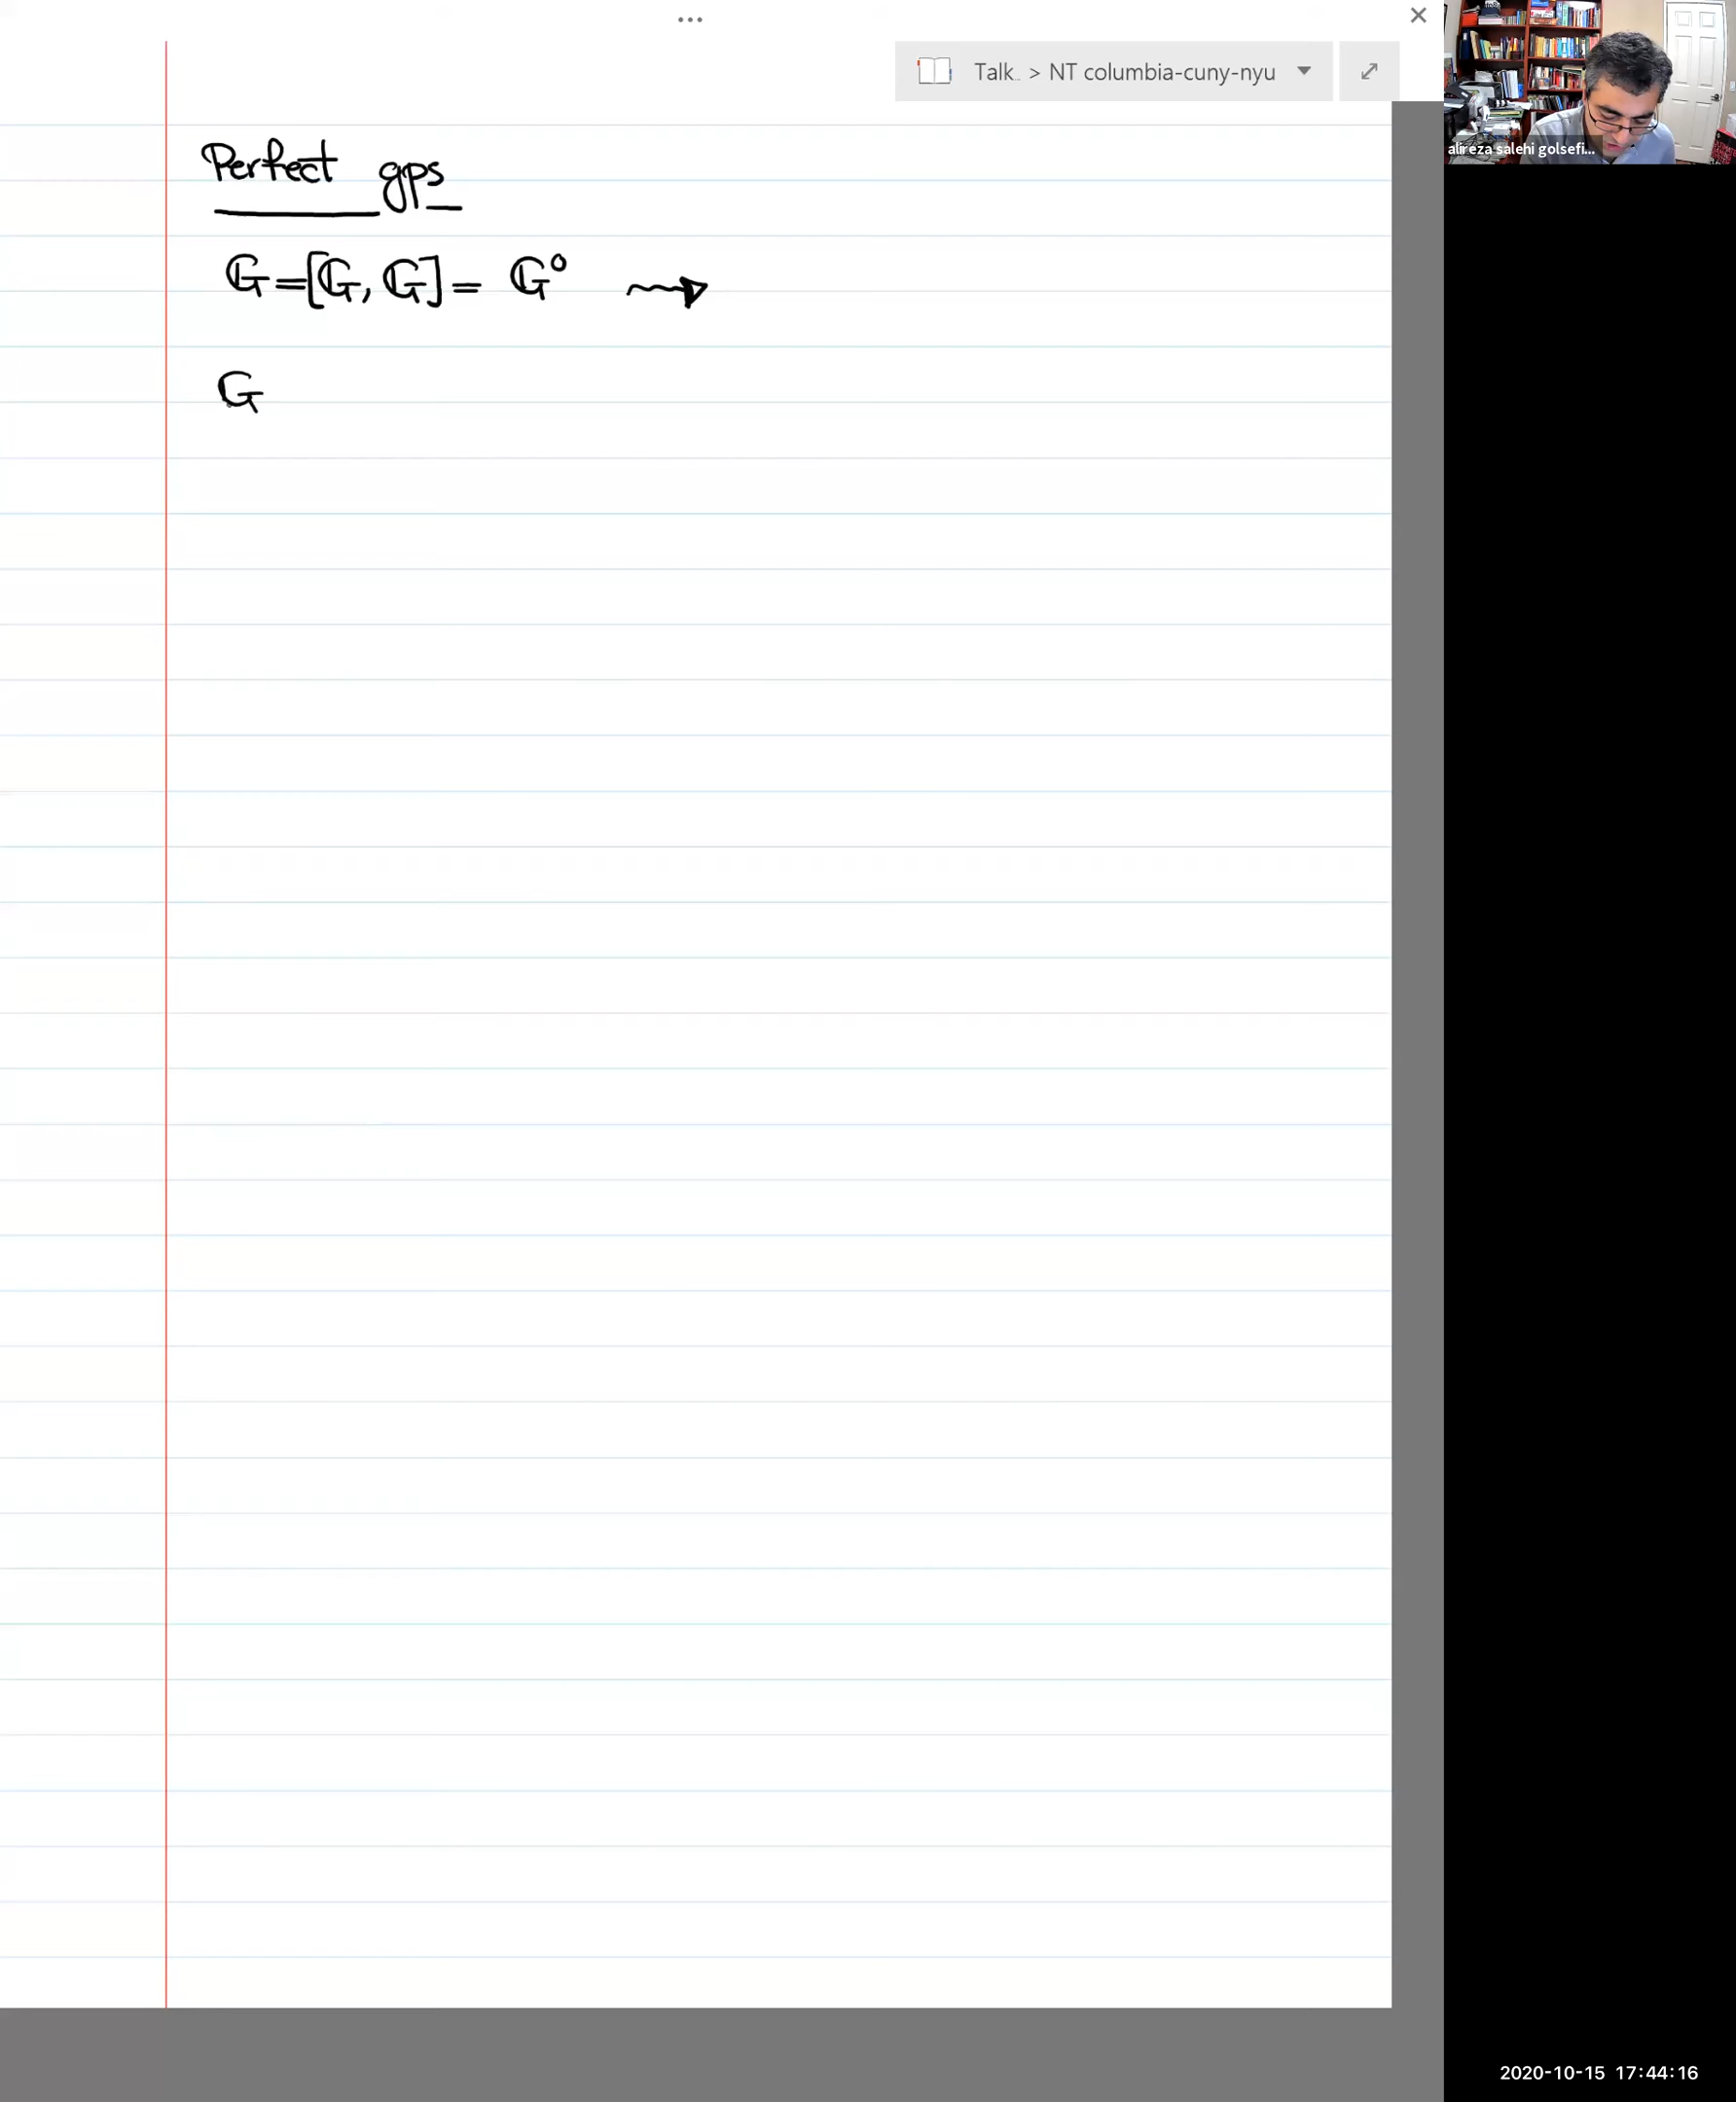 Talk.. > NT columbia-cuny-nyu
alireza salehi golsefi...
Perfect gps
𝔾=[𝔾, 𝔾] = 𝔾° ⇝
G
2020-10-15 17:44:16